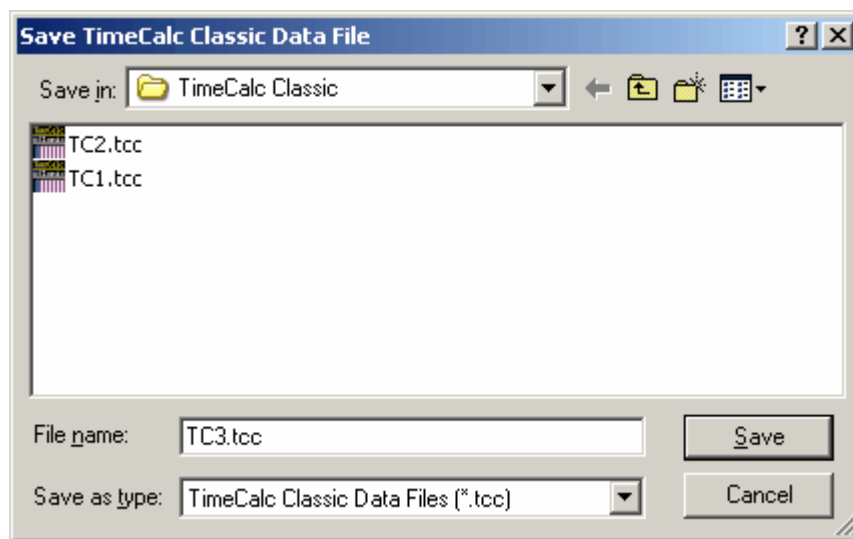 Save TimeCalc Classic Data File
Save in: TimeCalc Classic
TC2.tcc
TC1.tcc
File name: TC3.tcc
Save
Save as type: TimeCalc Classic Data Files (*.tcc)
Cancel